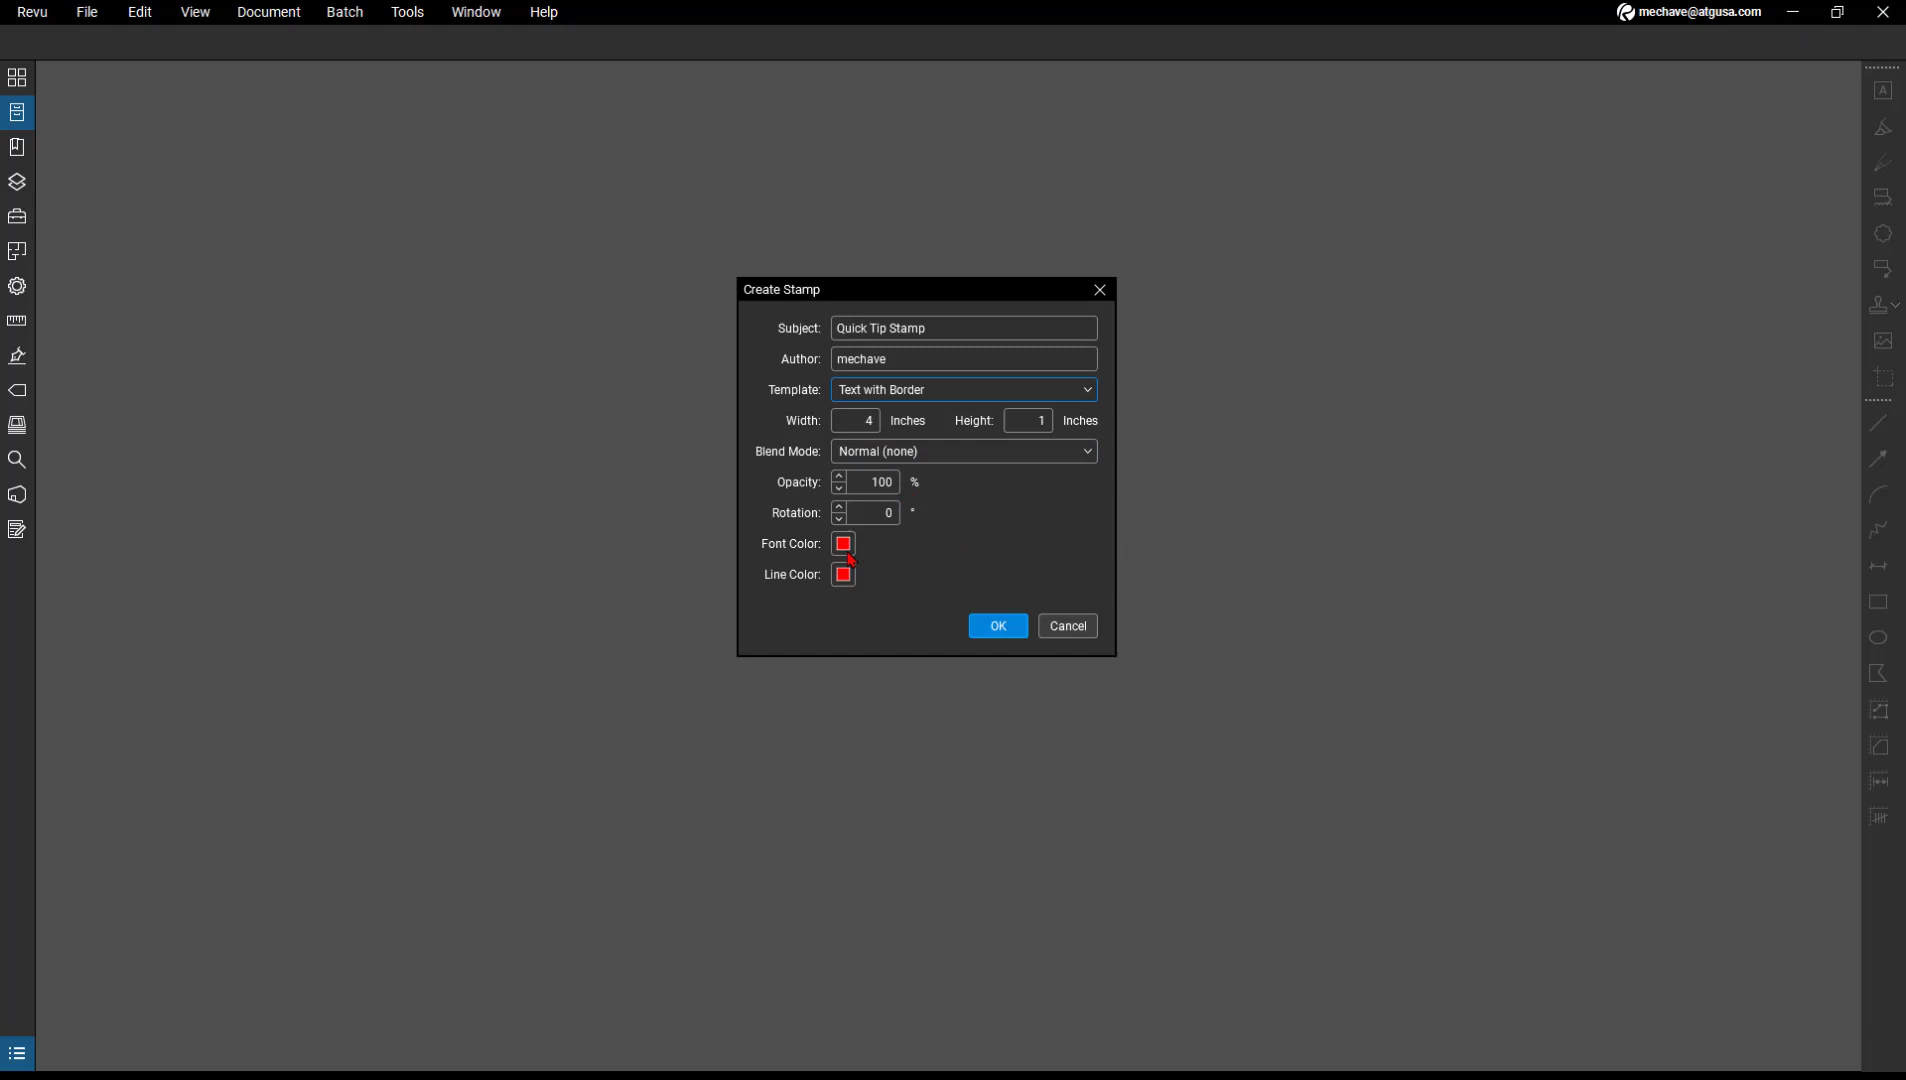 Revu File Edit View Document Batch Tools Window Help mechave@atgusa.com
Create Stamp
Subject: Quick Tip Stamp
Author: mechave
Template: Text with Border
Width: 4 Inches Height: 1 Inches
Blend Mode: Normal (none)
Opacity: 100 %
Rotation: 0 °
Font Color:
Line Color:
OK Cancel